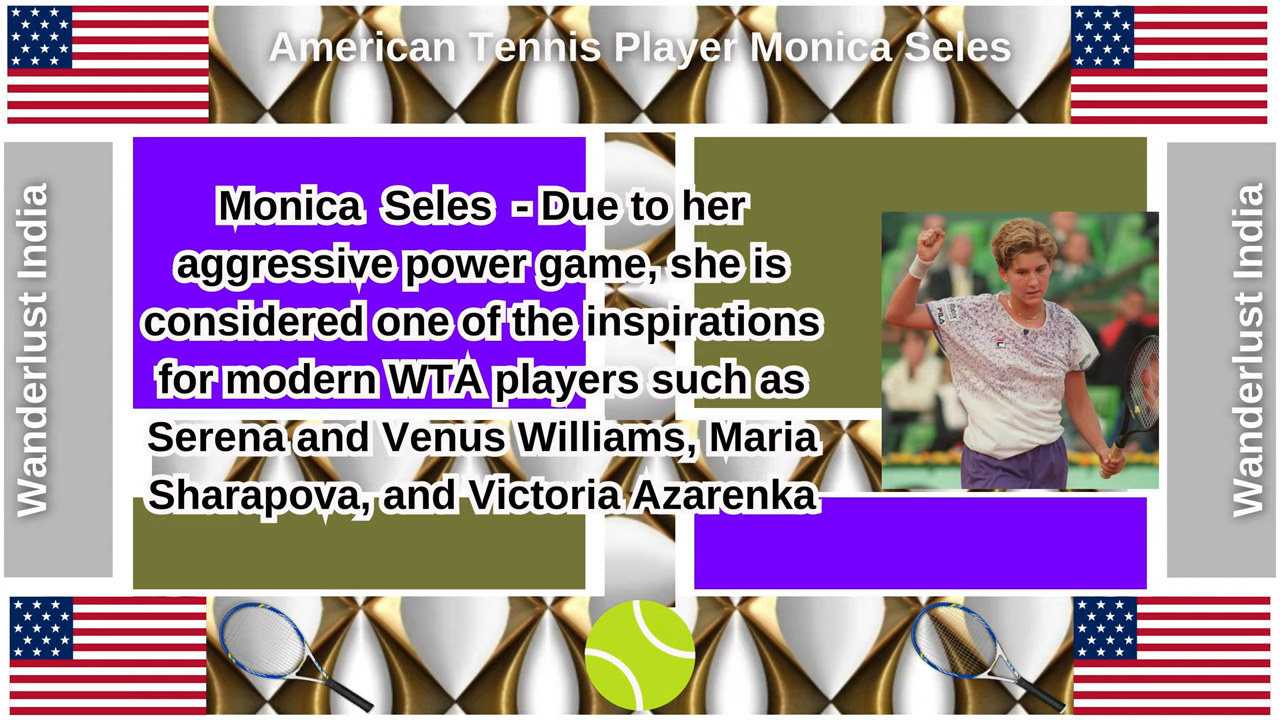 American Tennis Player Monica Seles
Wanderlust India
Monica Seles - Due to her
aggressive power game, she is
considered one of the inspirations
for modern WTA players such as
Serena and Venus Williams, Maria
Sharapova, and Victoria Azarenka
FILA
Wanderlust India